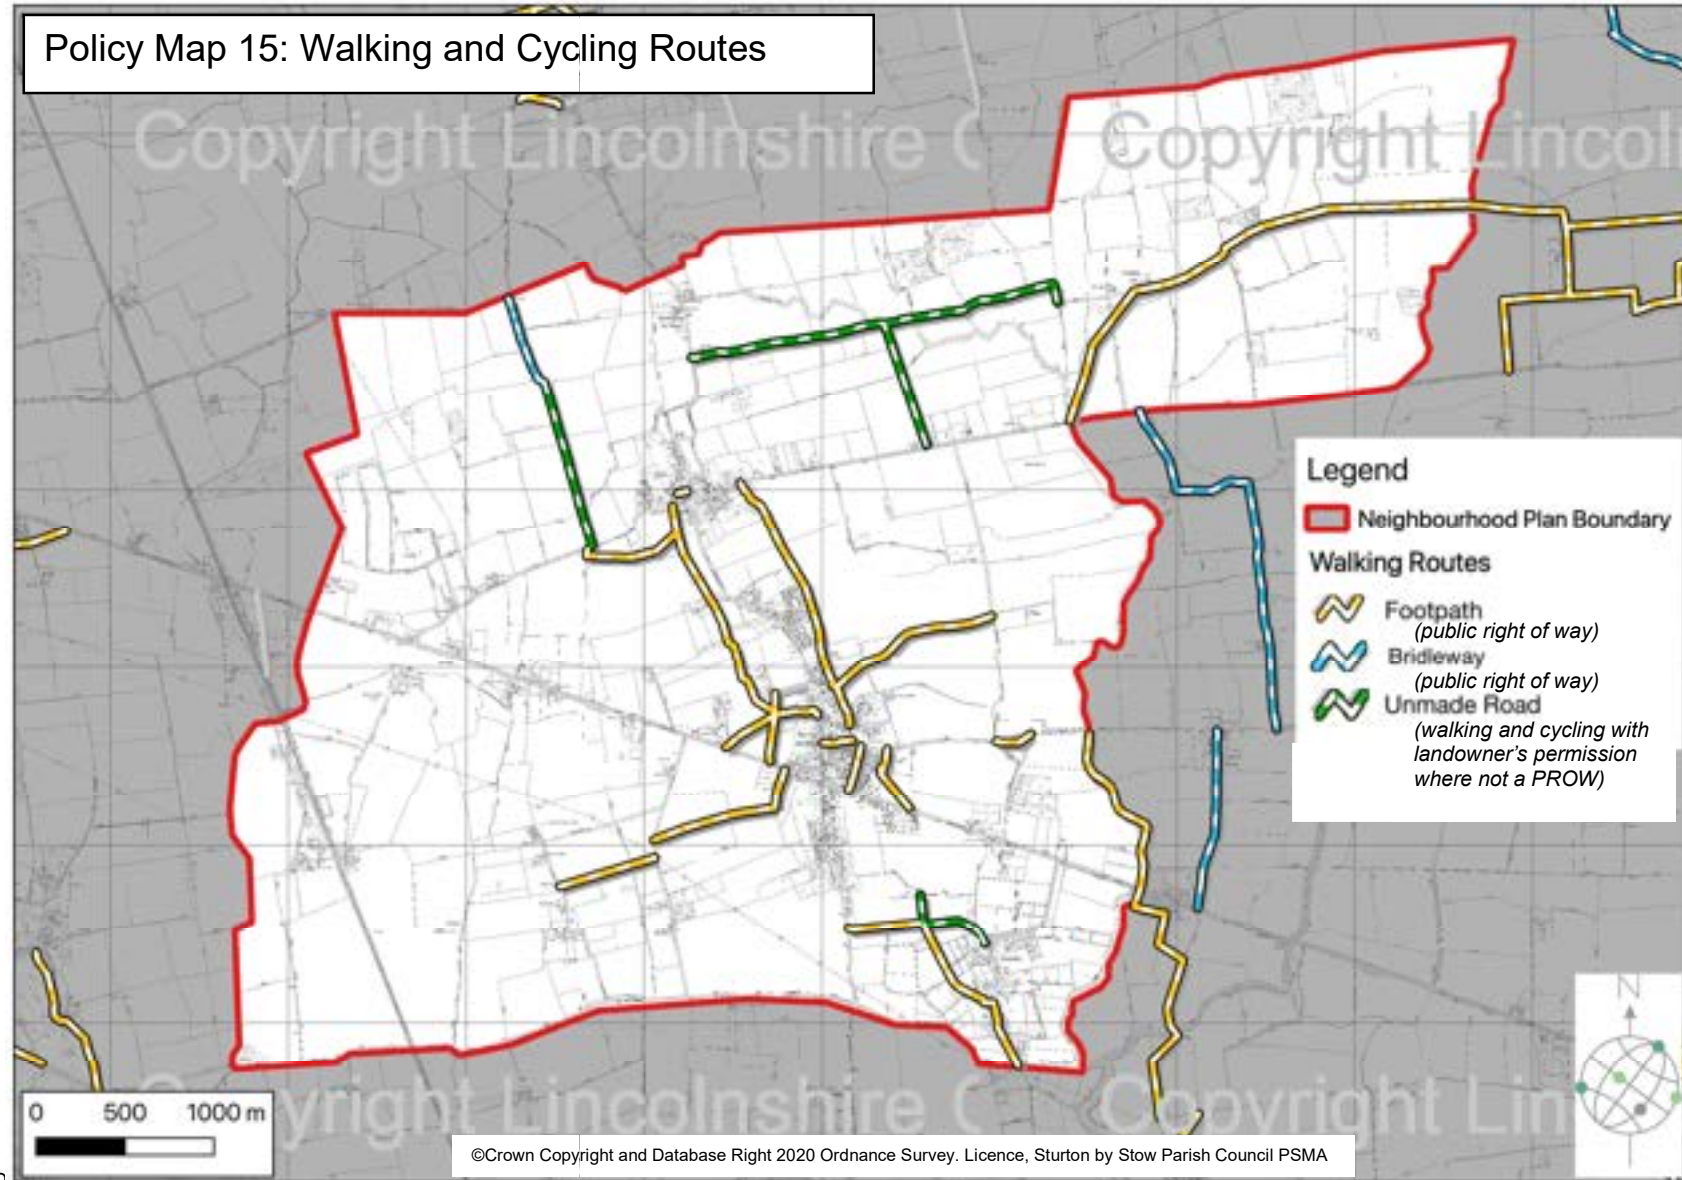 Policy Map 15: Walking and Cycling Routes
Copyright Lincolnshire C
Copyright Lincoln
Legend
Neighbourhood Plan Boundary
Walking Routes
Footpath
(public right of way)
Bridleway
(public right of way)
Unmade Road
(walking and cycling with
landowner's permission
where not a PROW)
N
0 500 1000 m
yright Lincolnshire C
Copyright Lin
©Crown Copyright and Database Right 2020 Ordnance Survey. Licence, Sturton by Stow Parish Council PSMA